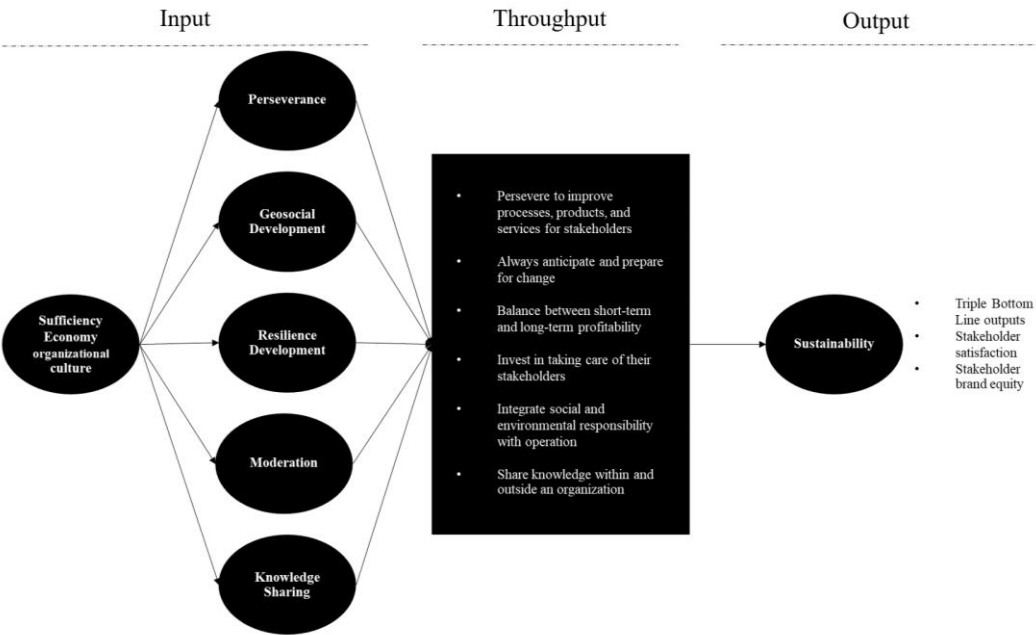 Input
Throughput
Output
Sufficiency
Economy
organizational
culture
Perseverance
Geosocial
Development
Resilience
Development
Moderation
Knowledge
Sharing
• Persevere to improve
processes, products, and
services for stakeholders
• Always anticipate and prepare
for change
• Balance between short-term
and long-term profitability
• Invest in taking care of their
stakeholders
• Integrate social and
environmental responsibility
with operation
• Share knowledge within and
outside an organization
Sustainability
• Triple Bottom
Line outputs
• Stakeholder
satisfaction
• Stakeholder
brand equity